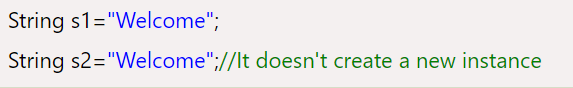 String s1="Welcome";
String s2="Welcome";//It doesn't create a new instance